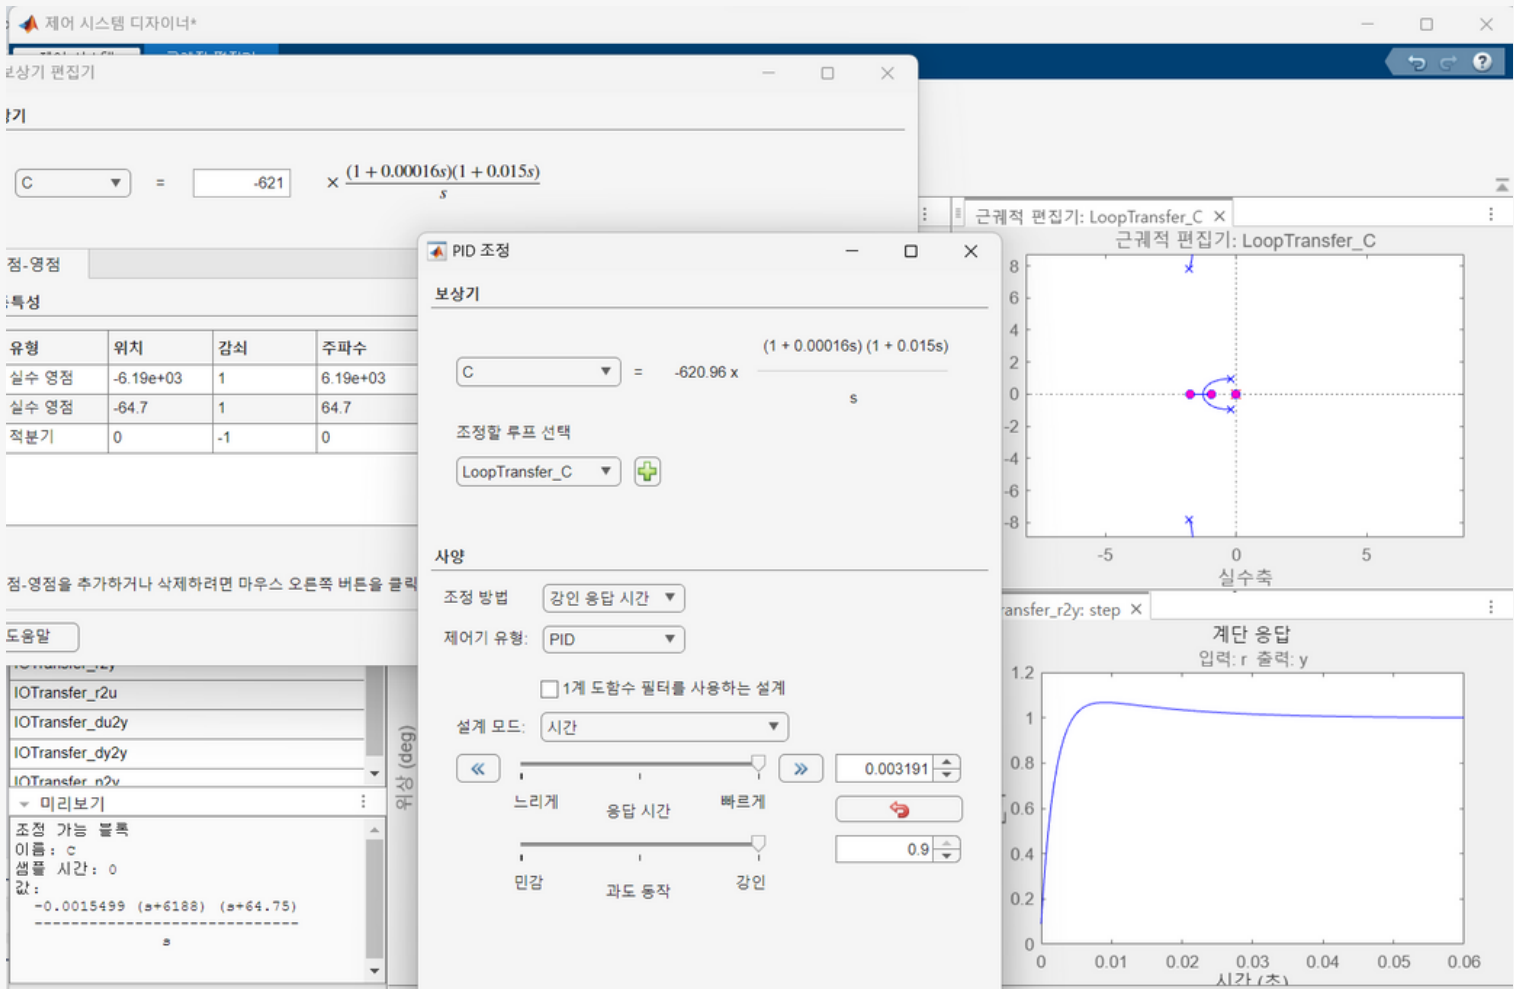 제어 시스템 디자이너*
보상기 편집기
C = -621 × (1 + 0.00016s)(1 + 0.015s)
s
점-영점
특성
유형 위치 감쇠 주파수
실수 영점 -6.19e+03 1 6.19e+03
실수 영점 -64.7 1 64.7
적분기 0 -1 0
점-영점을 추가하거나 삭제하려면 마우스 오른쪽 버튼을 클릭
도움말
IOTransfer_r2y
IOTransfer_r2u
IOTransfer_du2y
IOTransfer_dy2y
IOTransfer_n2y
미리보기
조정 가능 블록
이름: C
샘플 시간: 0
값:
-0.0015499 (s+6188) (s+64.75)
-----------------------------
s
위상 (deg)
PID 조정
보상기
(1 + 0.00016s) (1 + 0.015s)
C = -620.96 x
s
조정할 루프 선택
LoopTransfer_C
사양
조정 방법 강인 응답 시간
제어기 유형: PID
1계 도함수 필터를 사용하는 설계
설계 모드: 시간
0.003191
느리게 응답 시간 빠르게
0.9
민감 과도 동작 강인
근궤적 편집기: LoopTransfer_C
근궤적 편집기: LoopTransfer_C
8
6
4
2
0
-2
-4
-6
-8
-5 0 5
실수축
ransfer_r2y: step
계단 응답
입력: r 출력: y
1.2
1
0.8
0.6
0.4
0.2
0
0 0.01 0.02 0.03 0.04 0.05 0.06
시간 (초)